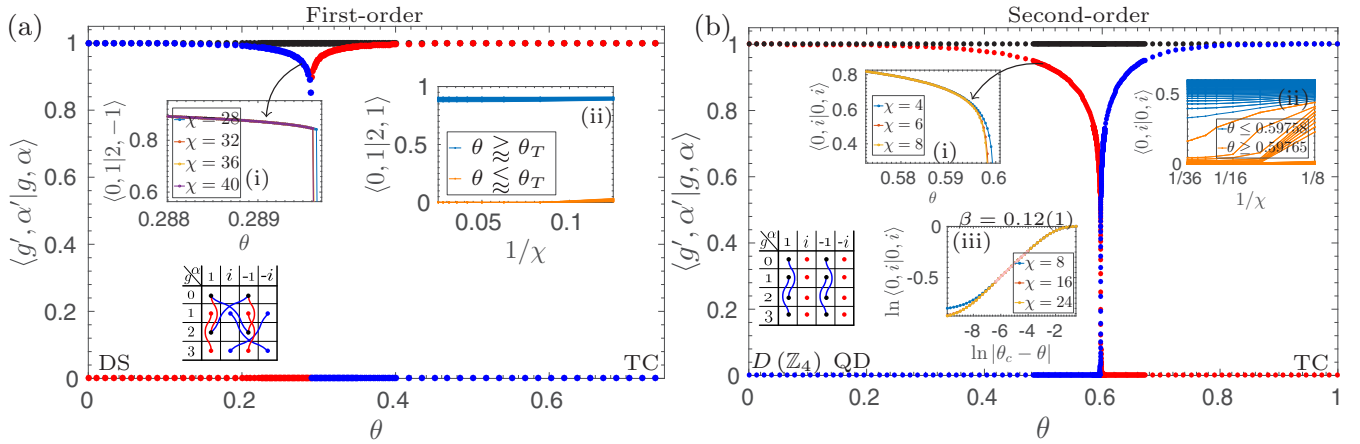 (a)
First-order
1
0.8
0.6
0.4
0.2
0
⟨g′, α′|g, α⟩
0
0.2
0.4
0.6
θ
DS
TC
⟨0, 1|2, −1⟩
0.8
0.6
0.288
0.289
θ
χ = 28
χ = 32
χ = 36
χ = 40
(i)
⟨0, 1|2, 1⟩
1
0.5
0
0.05
0.1
1/χ
θ ⪆ θ_T
θ ⪅ θ_T
(ii)
g α 1 i -1 -i
0
1
2
3
(b)
Second-order
1
0.8
0.6
0.4
0.2
0
⟨g′, α′|g, α⟩
0
0.2
0.4
0.6
0.8
1
θ
D (ℤ₄) QD
TC
⟨0, i|0, i⟩
0.8
0.6
0.4
0.58
0.59
0.6
θ
χ = 4
χ = 6
χ = 8
(i)
⟨0, i|0, i⟩
0.5
0
1/36
1/16
1/8
1/χ
(ii)
θ ≤ 0.59758
θ ≥ 0.59765
β = 0.12(1)
(iii)
ln ⟨0, i|0, i⟩
0
-0.5
-8
-6
-4
-2
ln |θ_c − θ|
χ = 8
χ = 16
χ = 24
g α 1 i -1 -i
0
1
2
3